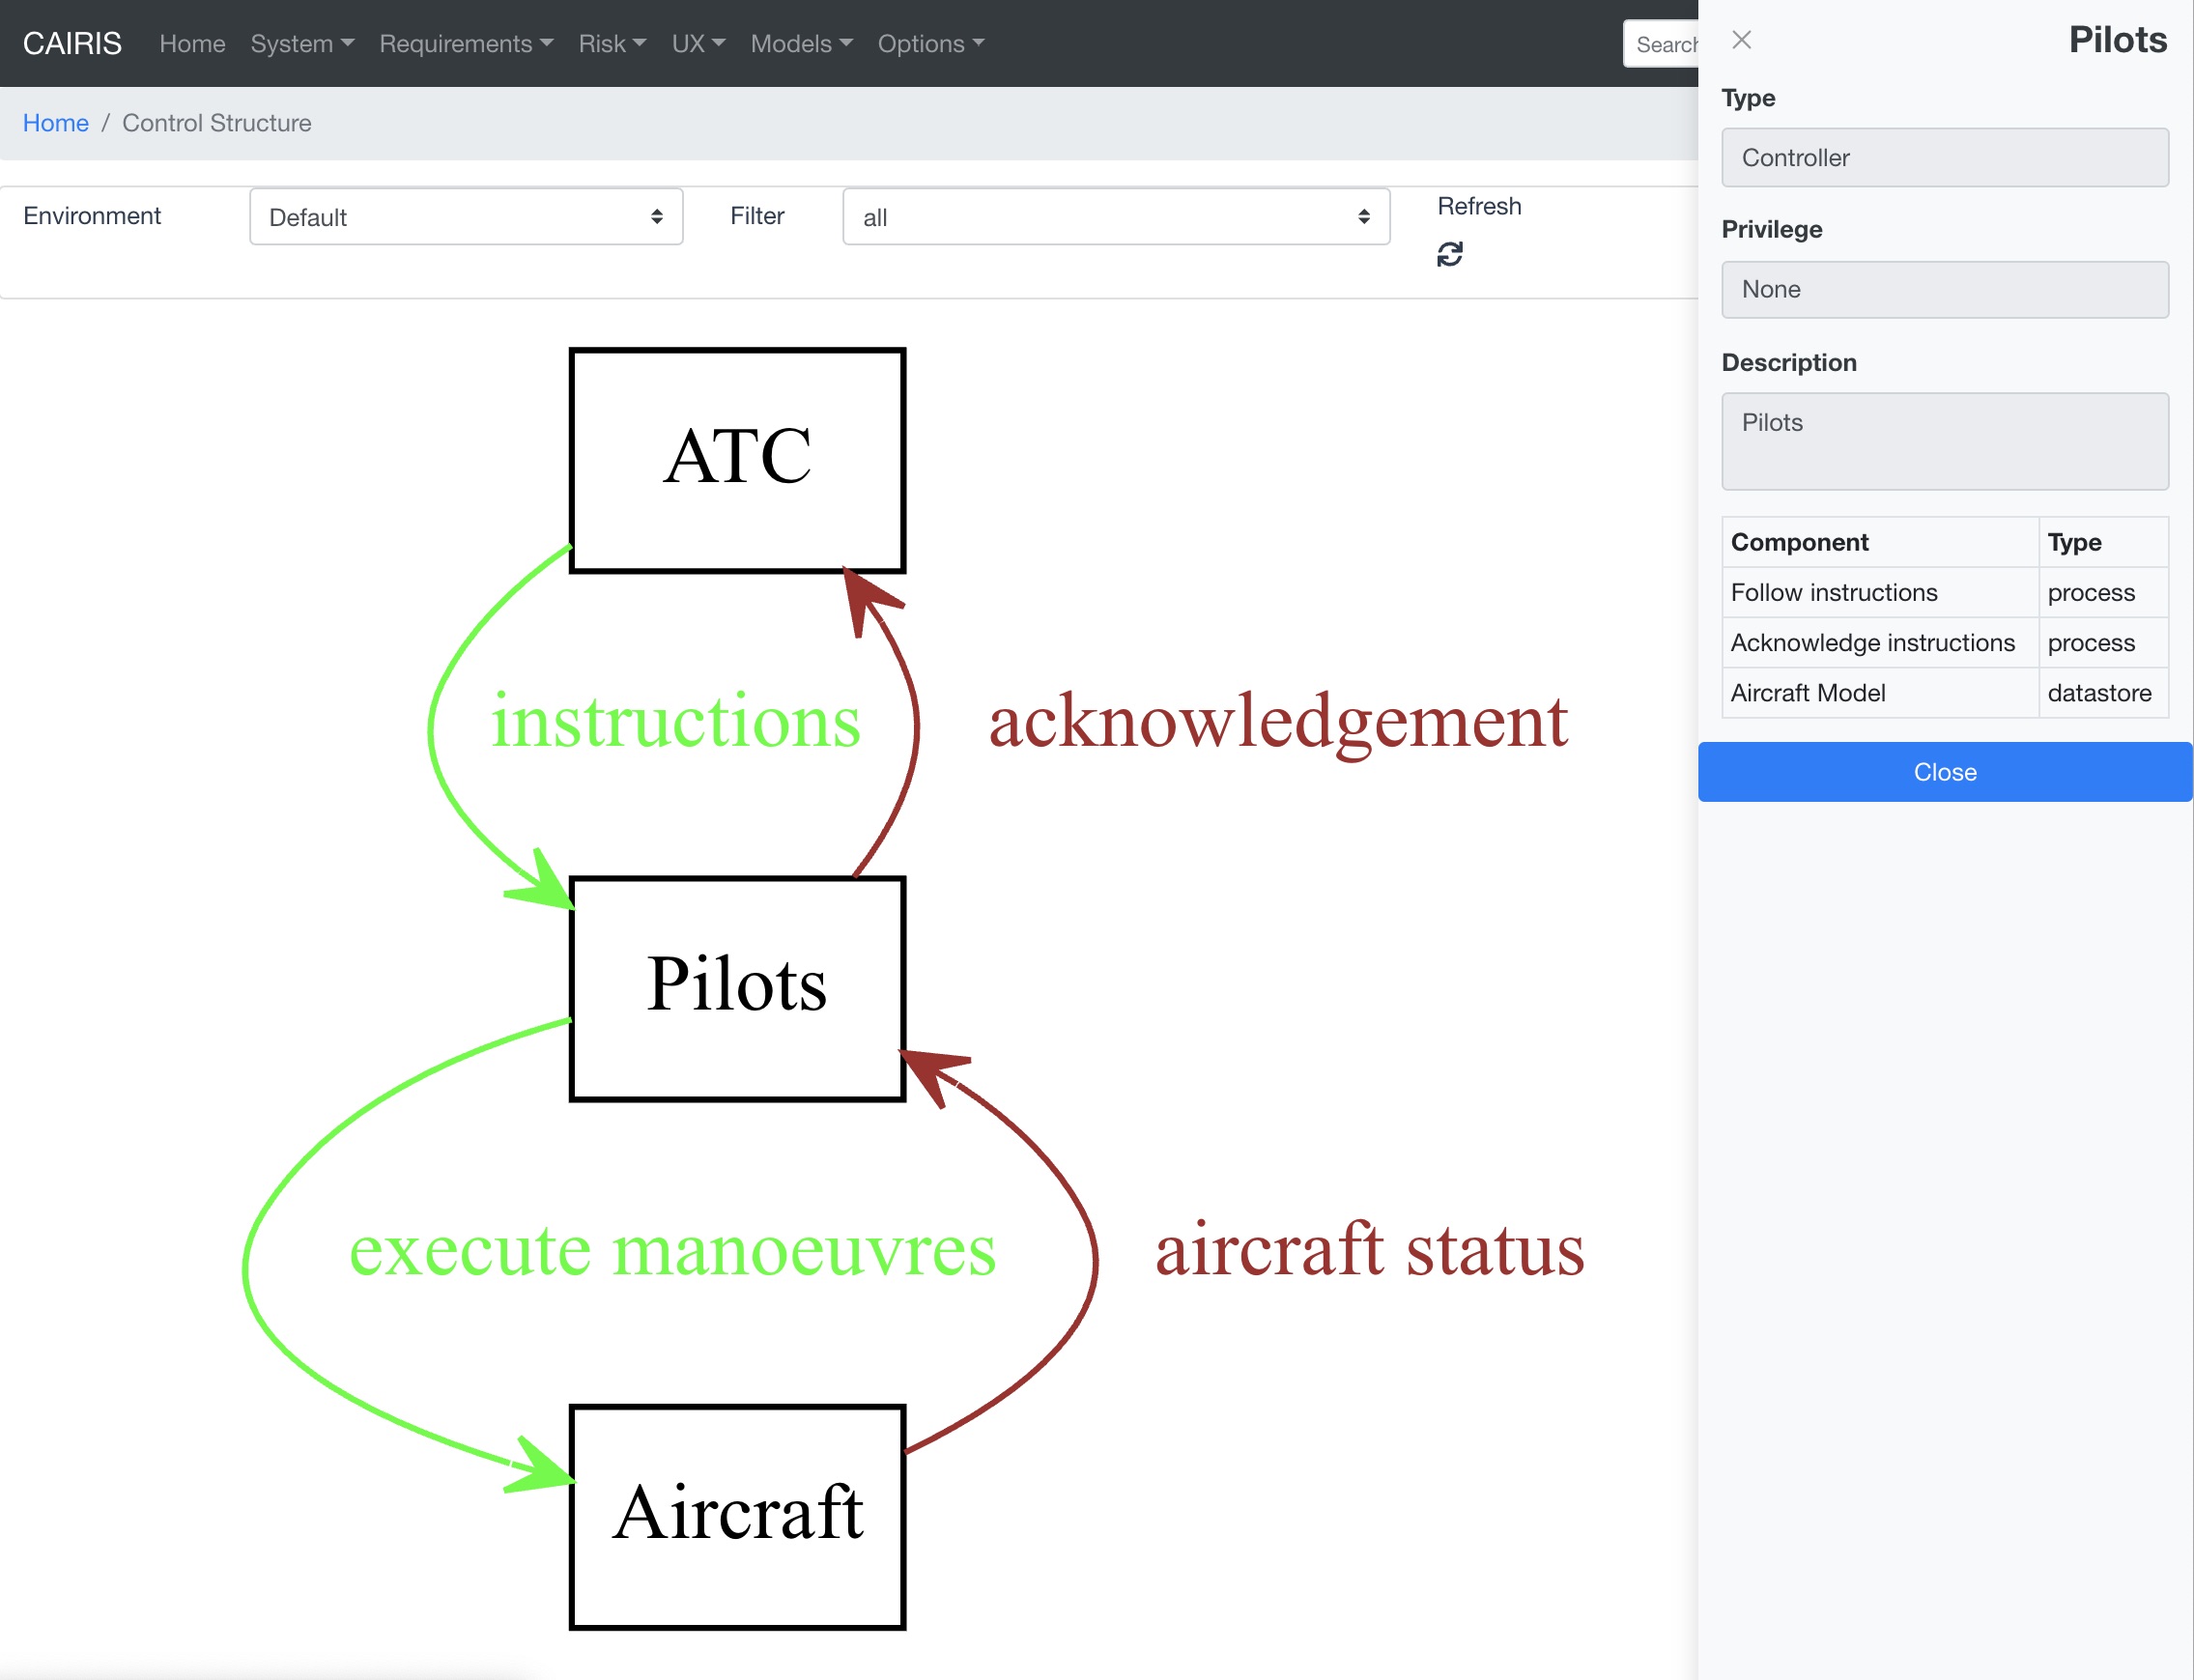 CAIRIS Home System Requirements Risk UX Models Options Search
Home / Control Structure
Environment Default Filter all Refresh
ATC
instructions acknowledgement
Pilots
execute manoeuvres aircraft status
Aircraft
Pilots
Type
Controller
Privilege
None
Description
Pilots
Component Type
Follow instructions process
Acknowledge instructions process
Aircraft Model datastore
Close